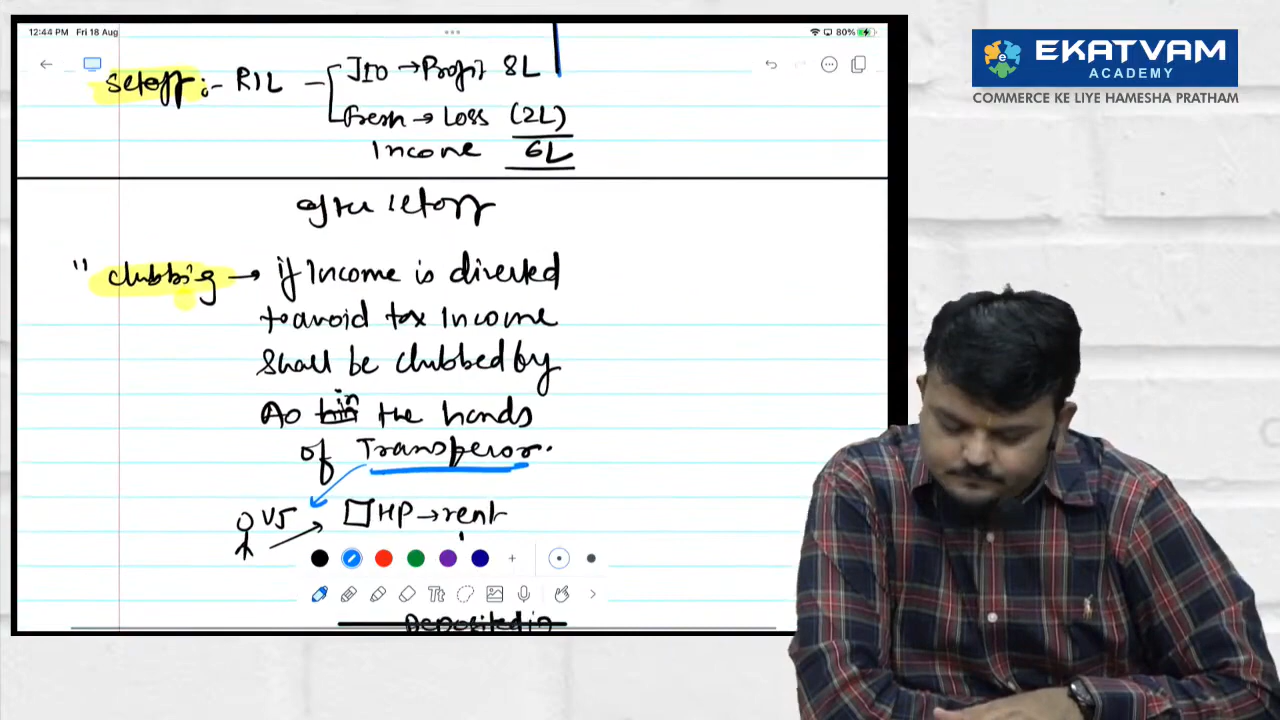 12:44 PM Fri 18 Aug
80%
EKATVAM
ACADEMY
COMMERCE KE LIYE HAMESHA PRATHAM
Setoff :- RIL - JIO → Profit 8L
Fresh → Loss (2L)
Income 6L
after setoff
" clubbing → if Income is diverted
to avoid tax Income
shall be clubbed by
AO in the hands
of Transferor.
VJ HP → rent
Tt
Deposited in